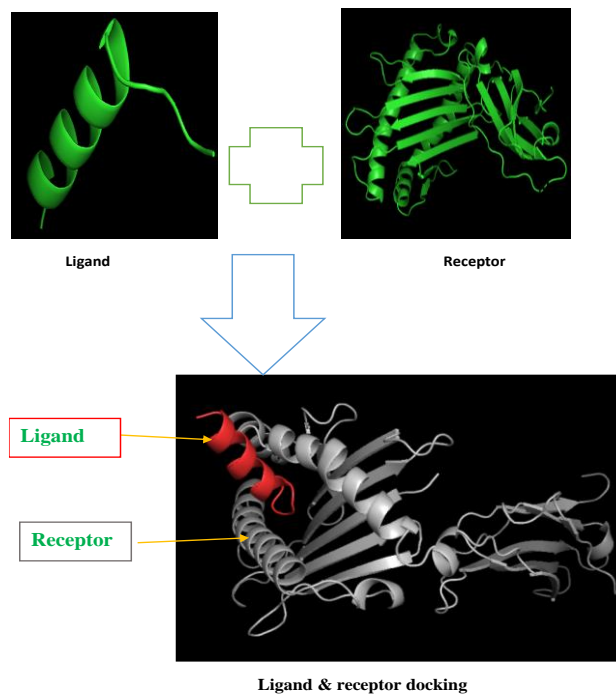 Ligand
Receptor
Ligand
Receptor
Ligand & receptor docking